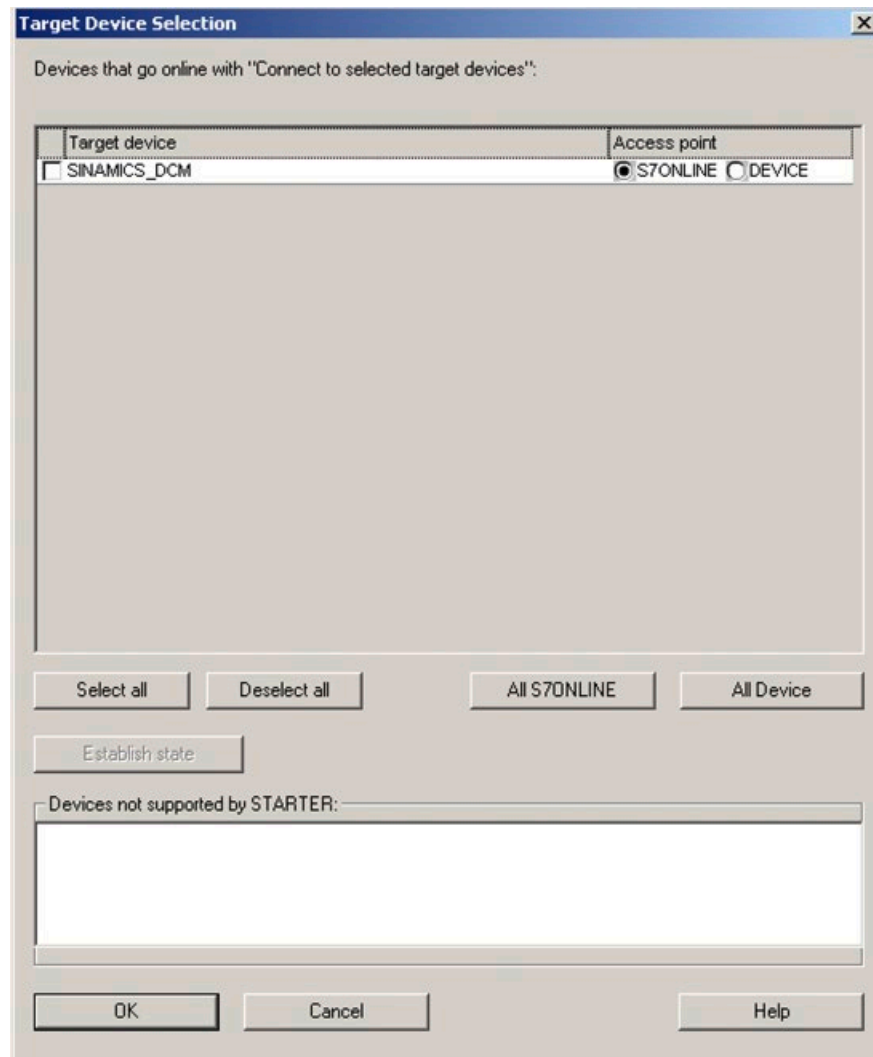 Target Device Selection
Devices that go online with "Connect to selected target devices":
Target device Access point
SINAMICS_DCM S7ONLINE DEVICE
Select all Deselect all All S7ONLINE All Device
Establish state
Devices not supported by STARTER:
OK Cancel Help